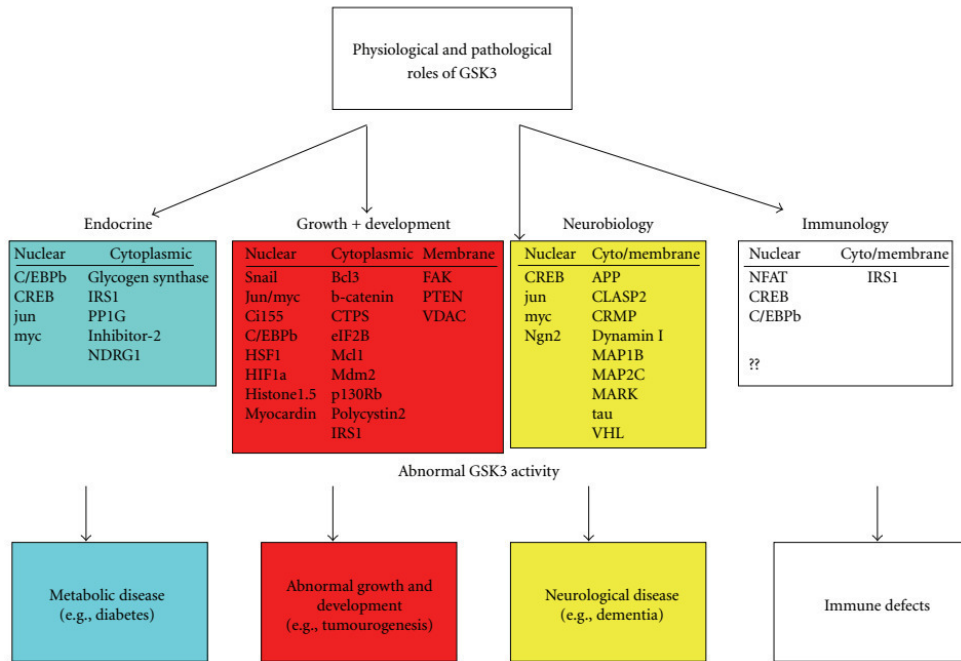 Physiological and pathological
roles of GSK3
Endocrine
Nuclear Cytoplasmic
C/EBPb Glycogen synthase
CREB IRS1
jun PP1G
myc Inhibitor-2
NDRG1
Growth + development
Nuclear Cytoplasmic Membrane
Snail Bcl3 FAK
Jun/myc b-catenin PTEN
Ci155 CTPS VDAC
C/EBPb eIF2B
HSF1 Mcl1
HIF1a Mdm2
Histone1.5 p130Rb
Myocardin Polycystin2
IRS1
Neurobiology
Nuclear Cyto/membrane
CREB APP
jun CLASP2
myc CRMP
Ngn2 Dynamin I
MAP1B
MAP2C
MARK
tau
VHL
Immunology
Nuclear Cyto/membrane
NFAT IRS1
CREB
C/EBPb
??
Abnormal GSK3 activity
Metabolic disease
(e.g., diabetes)
Abnormal growth and
development
(e.g., tumourogenesis)
Neurological disease
(e.g., dementia)
Immune defects